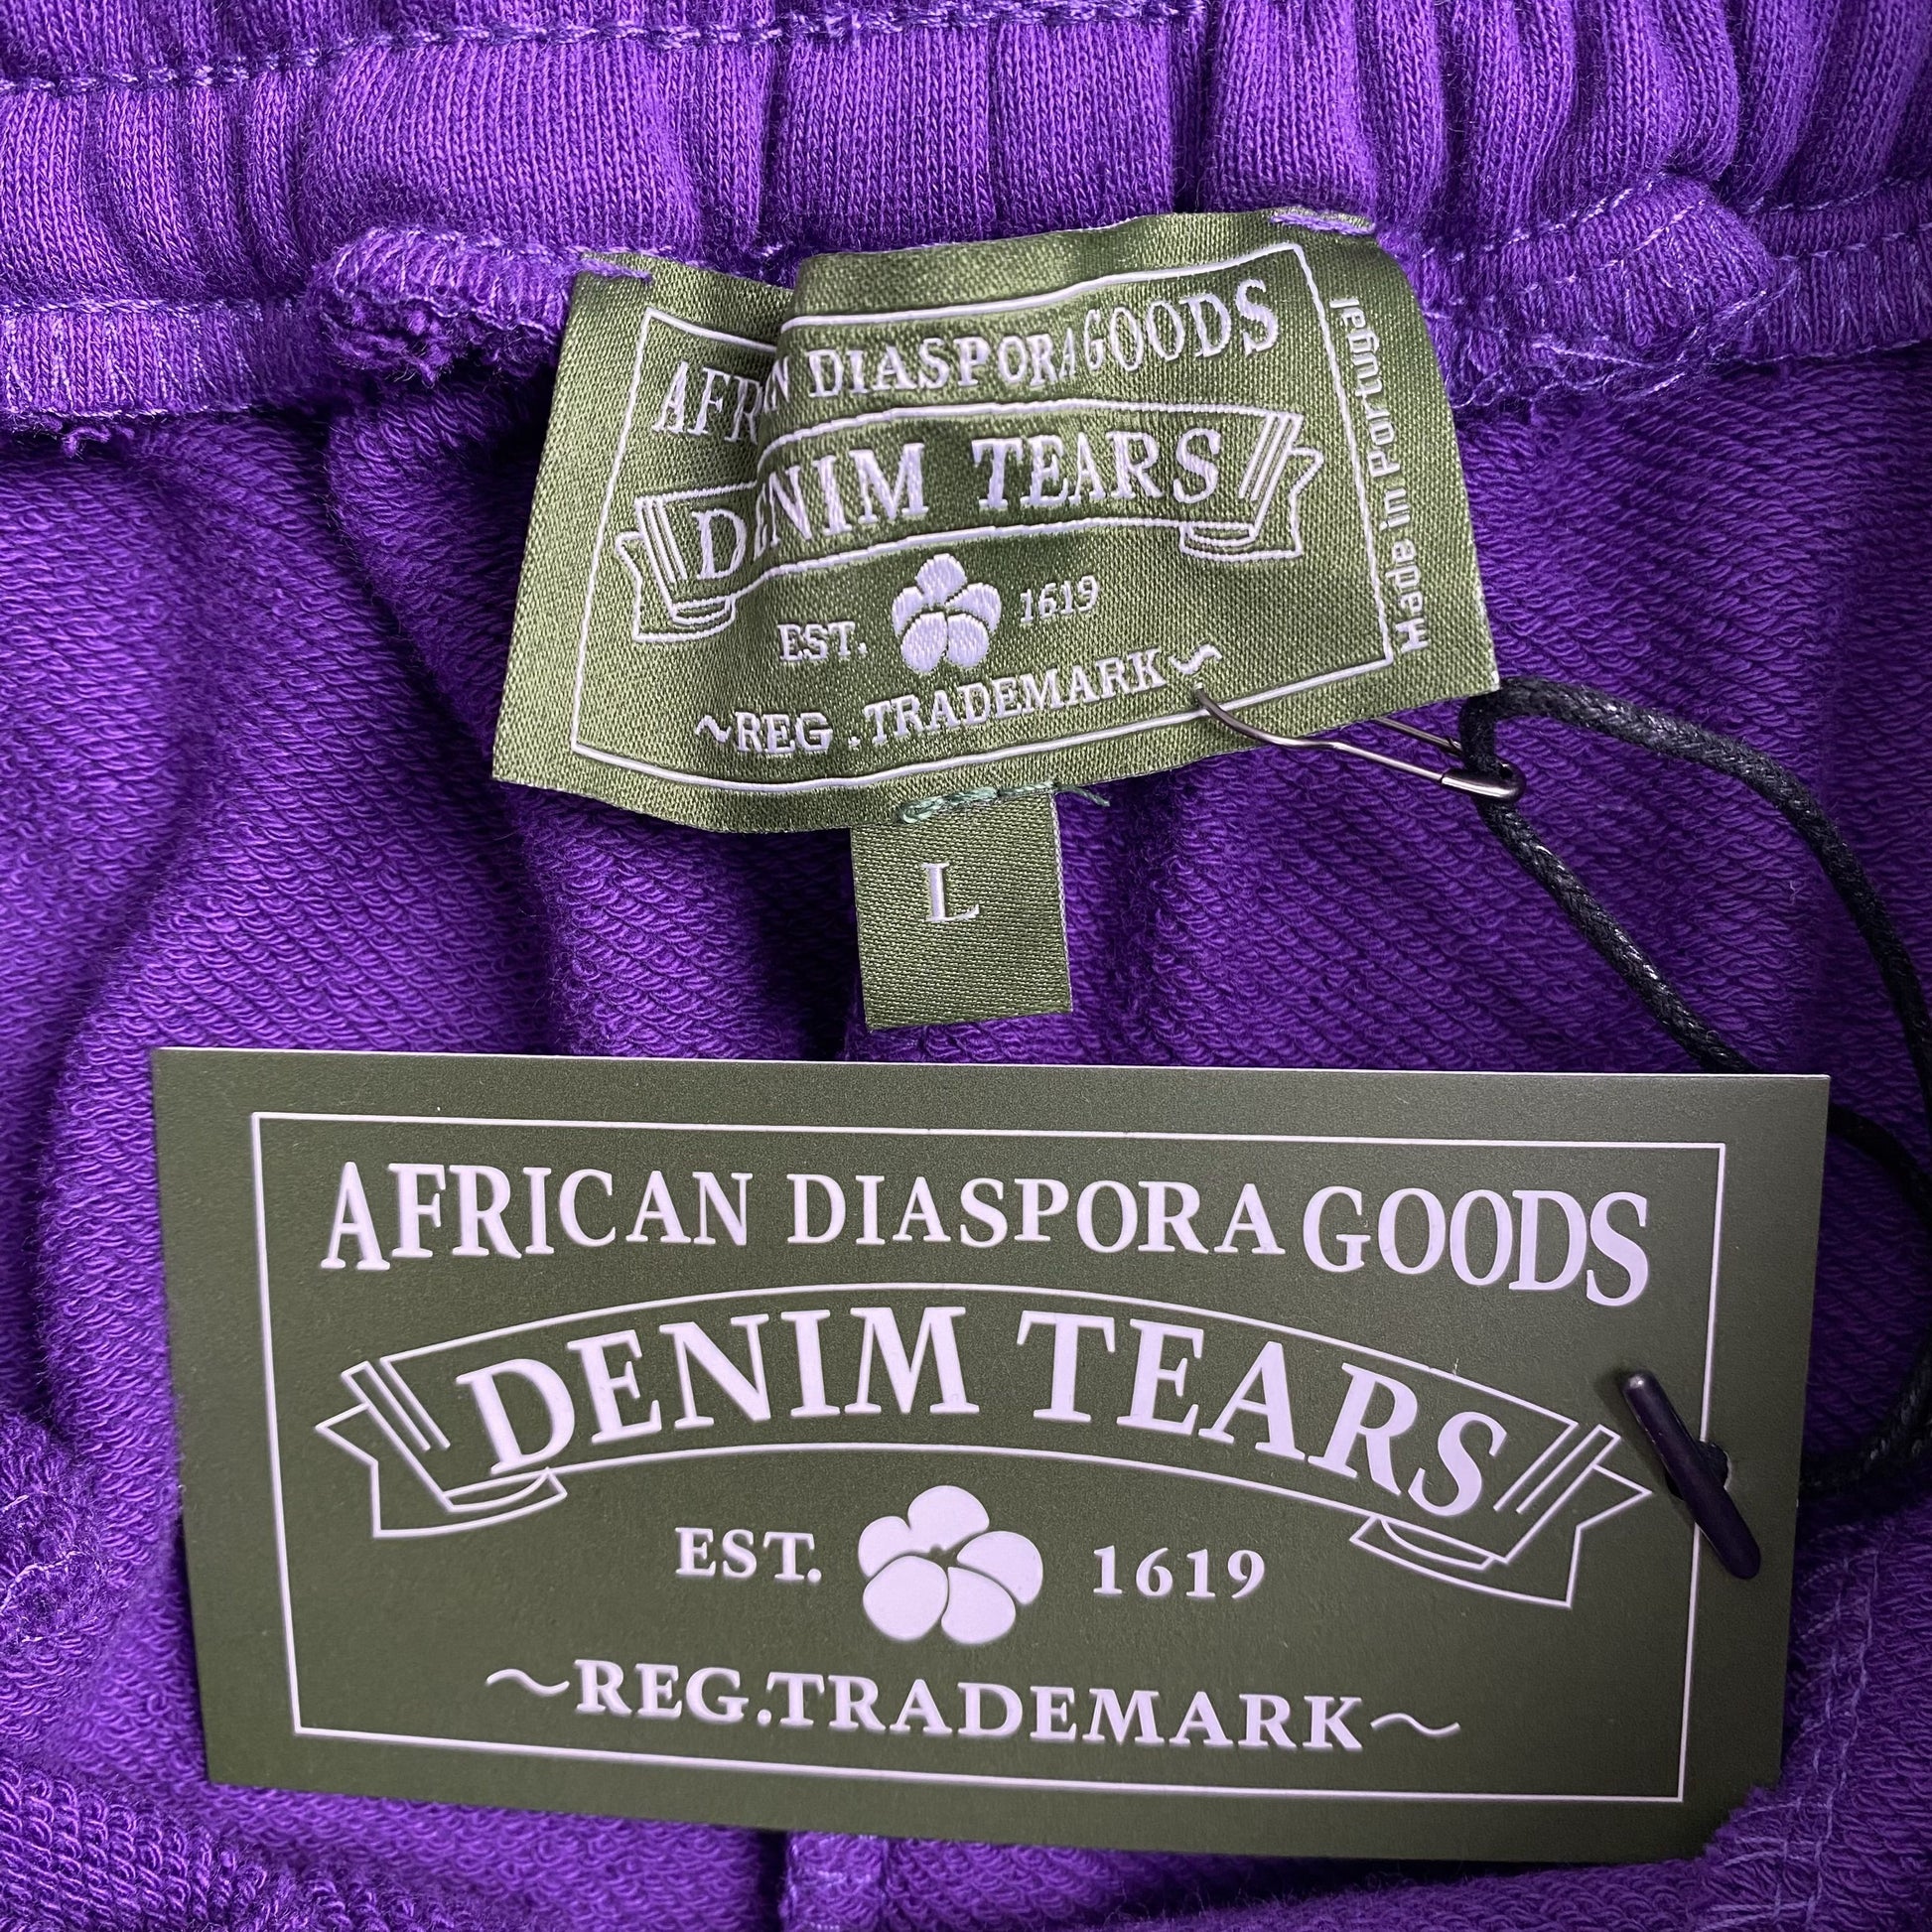 AFRICAN DIASPORA GOODS
DENIM TEARS
EST. 1619
~REG.TRADEMARK~
Made in Portugal
L
AFRICAN DIASPORA GOODS
DENIM TEARS
EST. 1619
~REG.TRADEMARK~